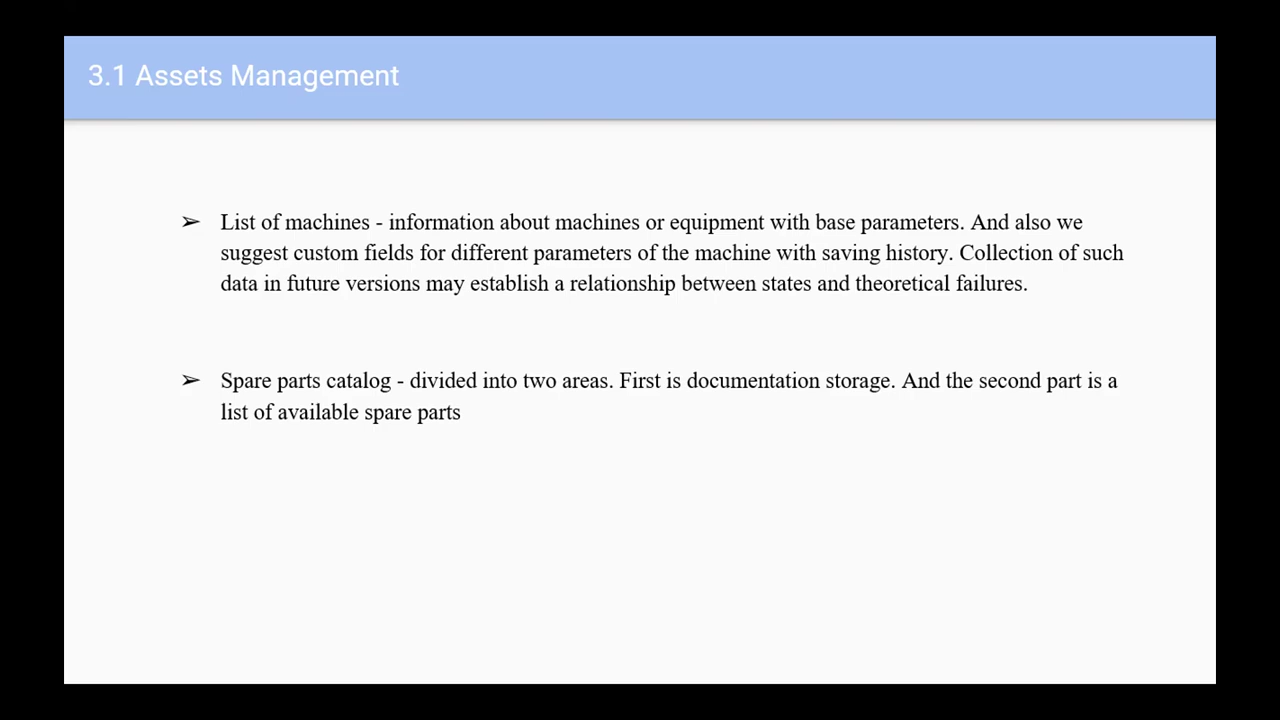 3.1 Assets Management
➢ List of machines - information about machines or equipment with base parameters. And also we
suggest custom fields for different parameters of the machine with saving history. Collection of such
data in future versions may establish a relationship between states and theoretical failures.
➢ Spare parts catalog - divided into two areas. First is documentation storage. And the second part is a
list of available spare parts